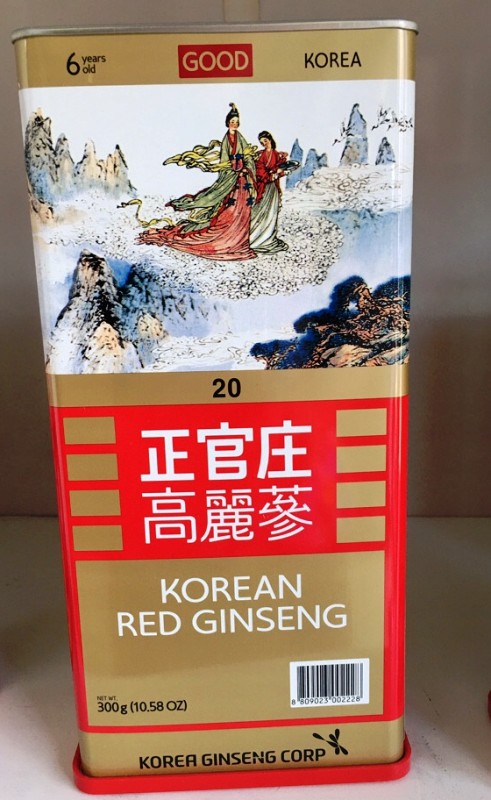 6 years old
GOOD
KOREA
20
正官庄
高麗蔘
KOREAN
RED GINSENG
NET WT.
300g (10.58 OZ)
8 809023 002228
KOREA GINSENG CORP